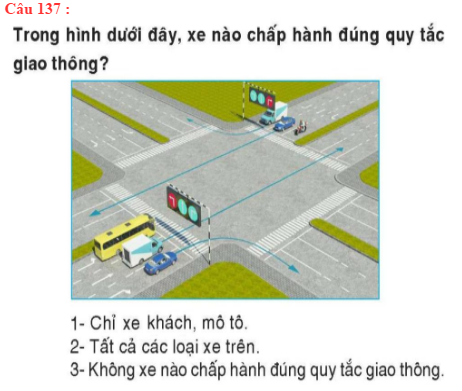 Câu 137 :
Trong hình dưới đây, xe nào chấp hành đúng quy tắc
giao thông?
1- Chỉ xe khách, mô tô.
2- Tất cả các loại xe trên.
3- Không xe nào chấp hành đúng quy tắc giao thông.